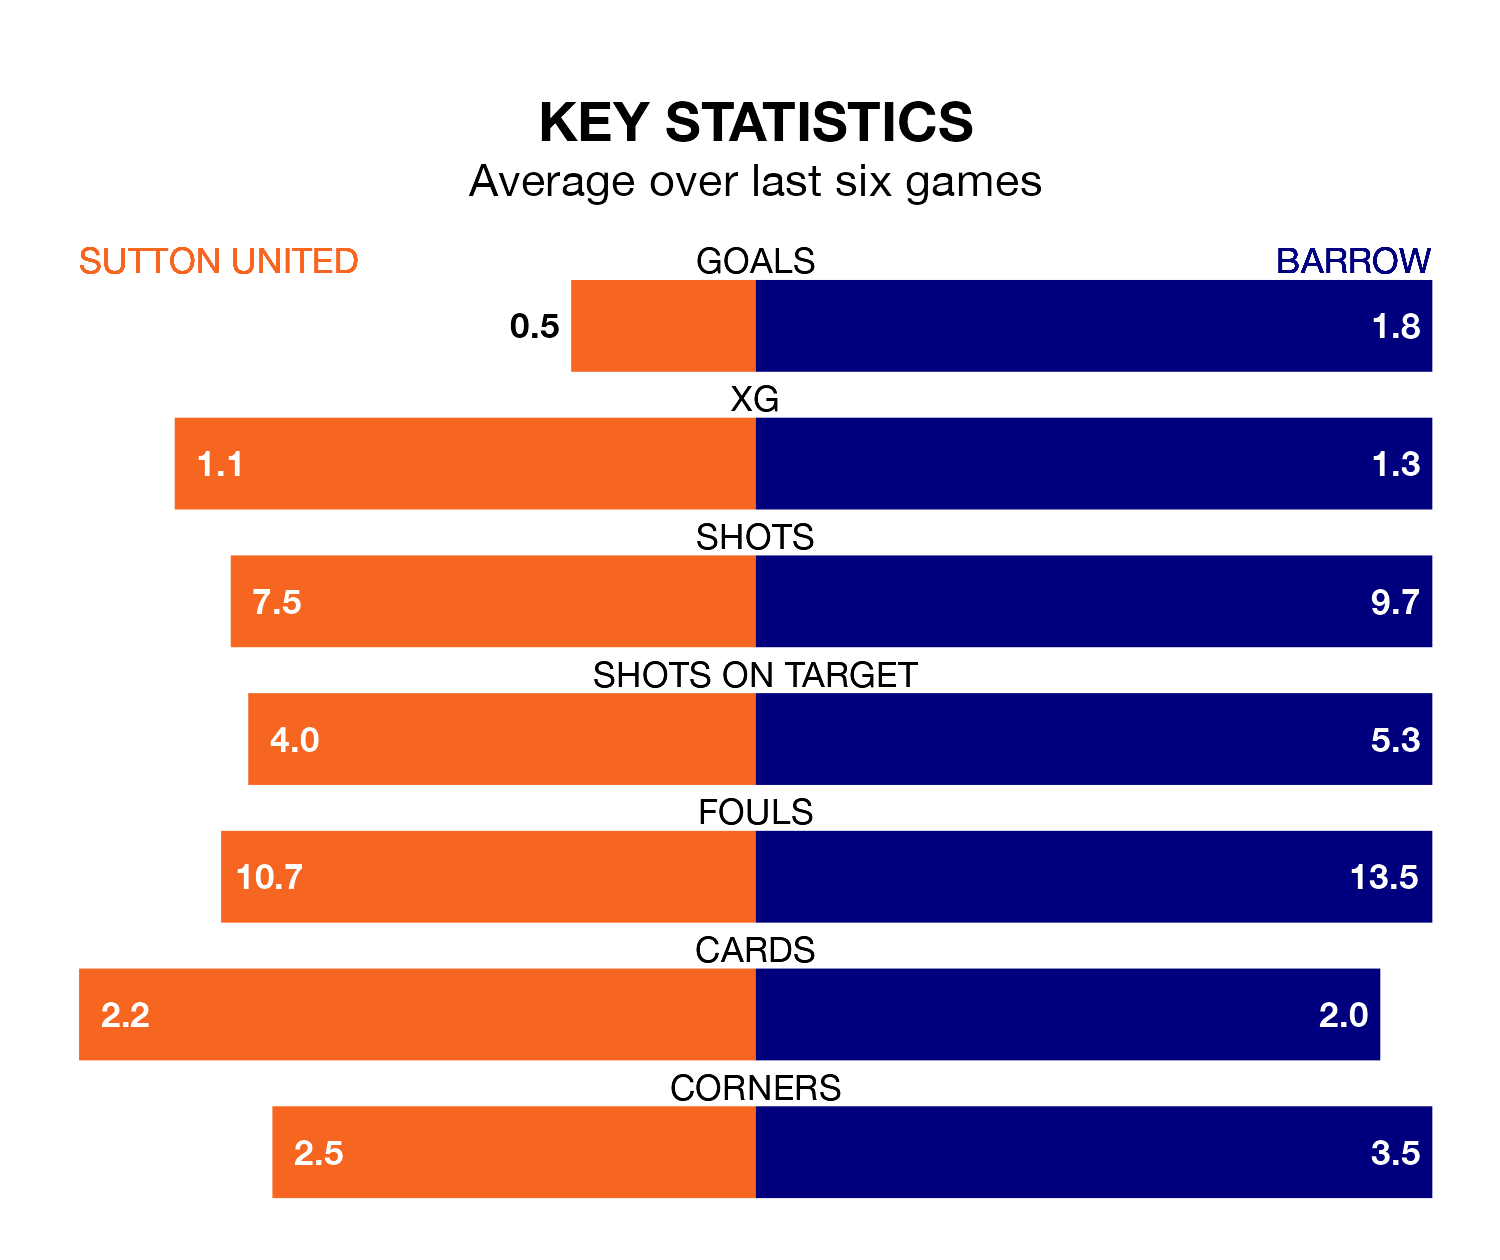 KEY STATISTICS
Average over last six games
SUTTON UNITED GOALS BARROW
0.5 1.8
XG
1.1 1.3
SHOTS
7.5 9.7
SHOTS ON TARGET
4.0 5.3
FOULS
10.7 13.5
CARDS
2.2 2.0
CORNERS
2.5 3.5